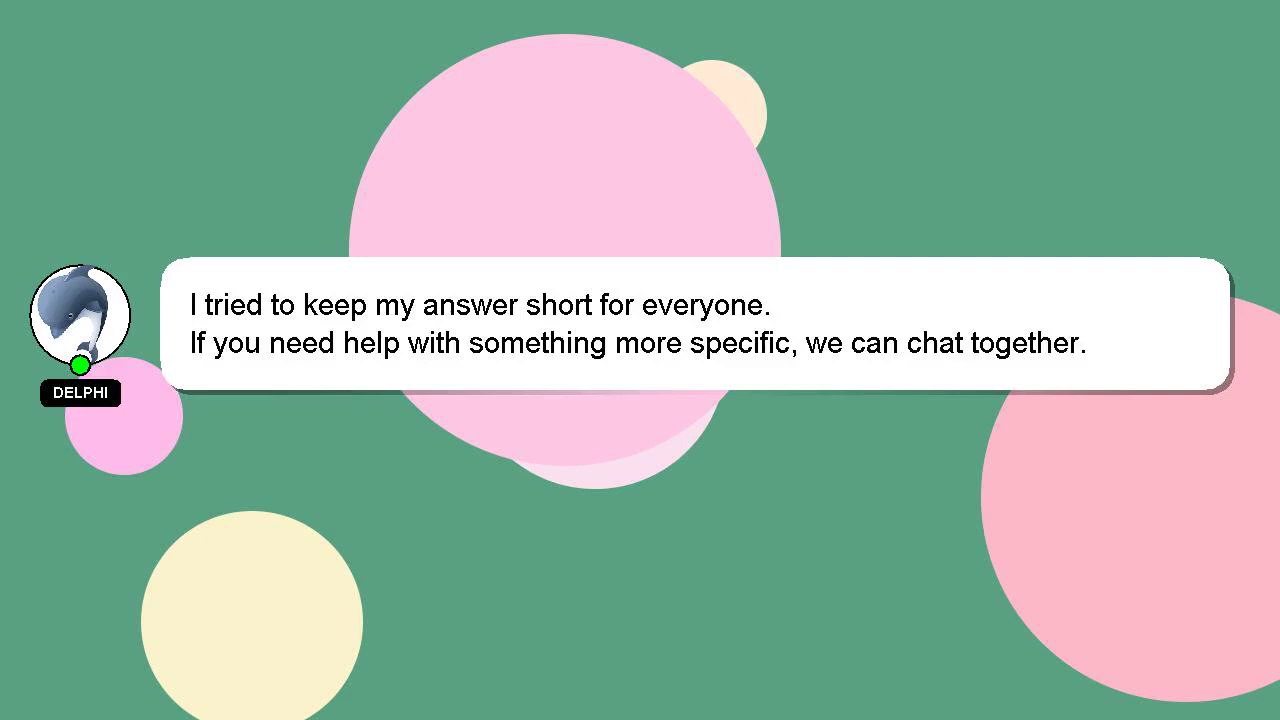 I tried to keep my answer short for everyone.
If you need help with something more specific, we can chat together.
DELPHI